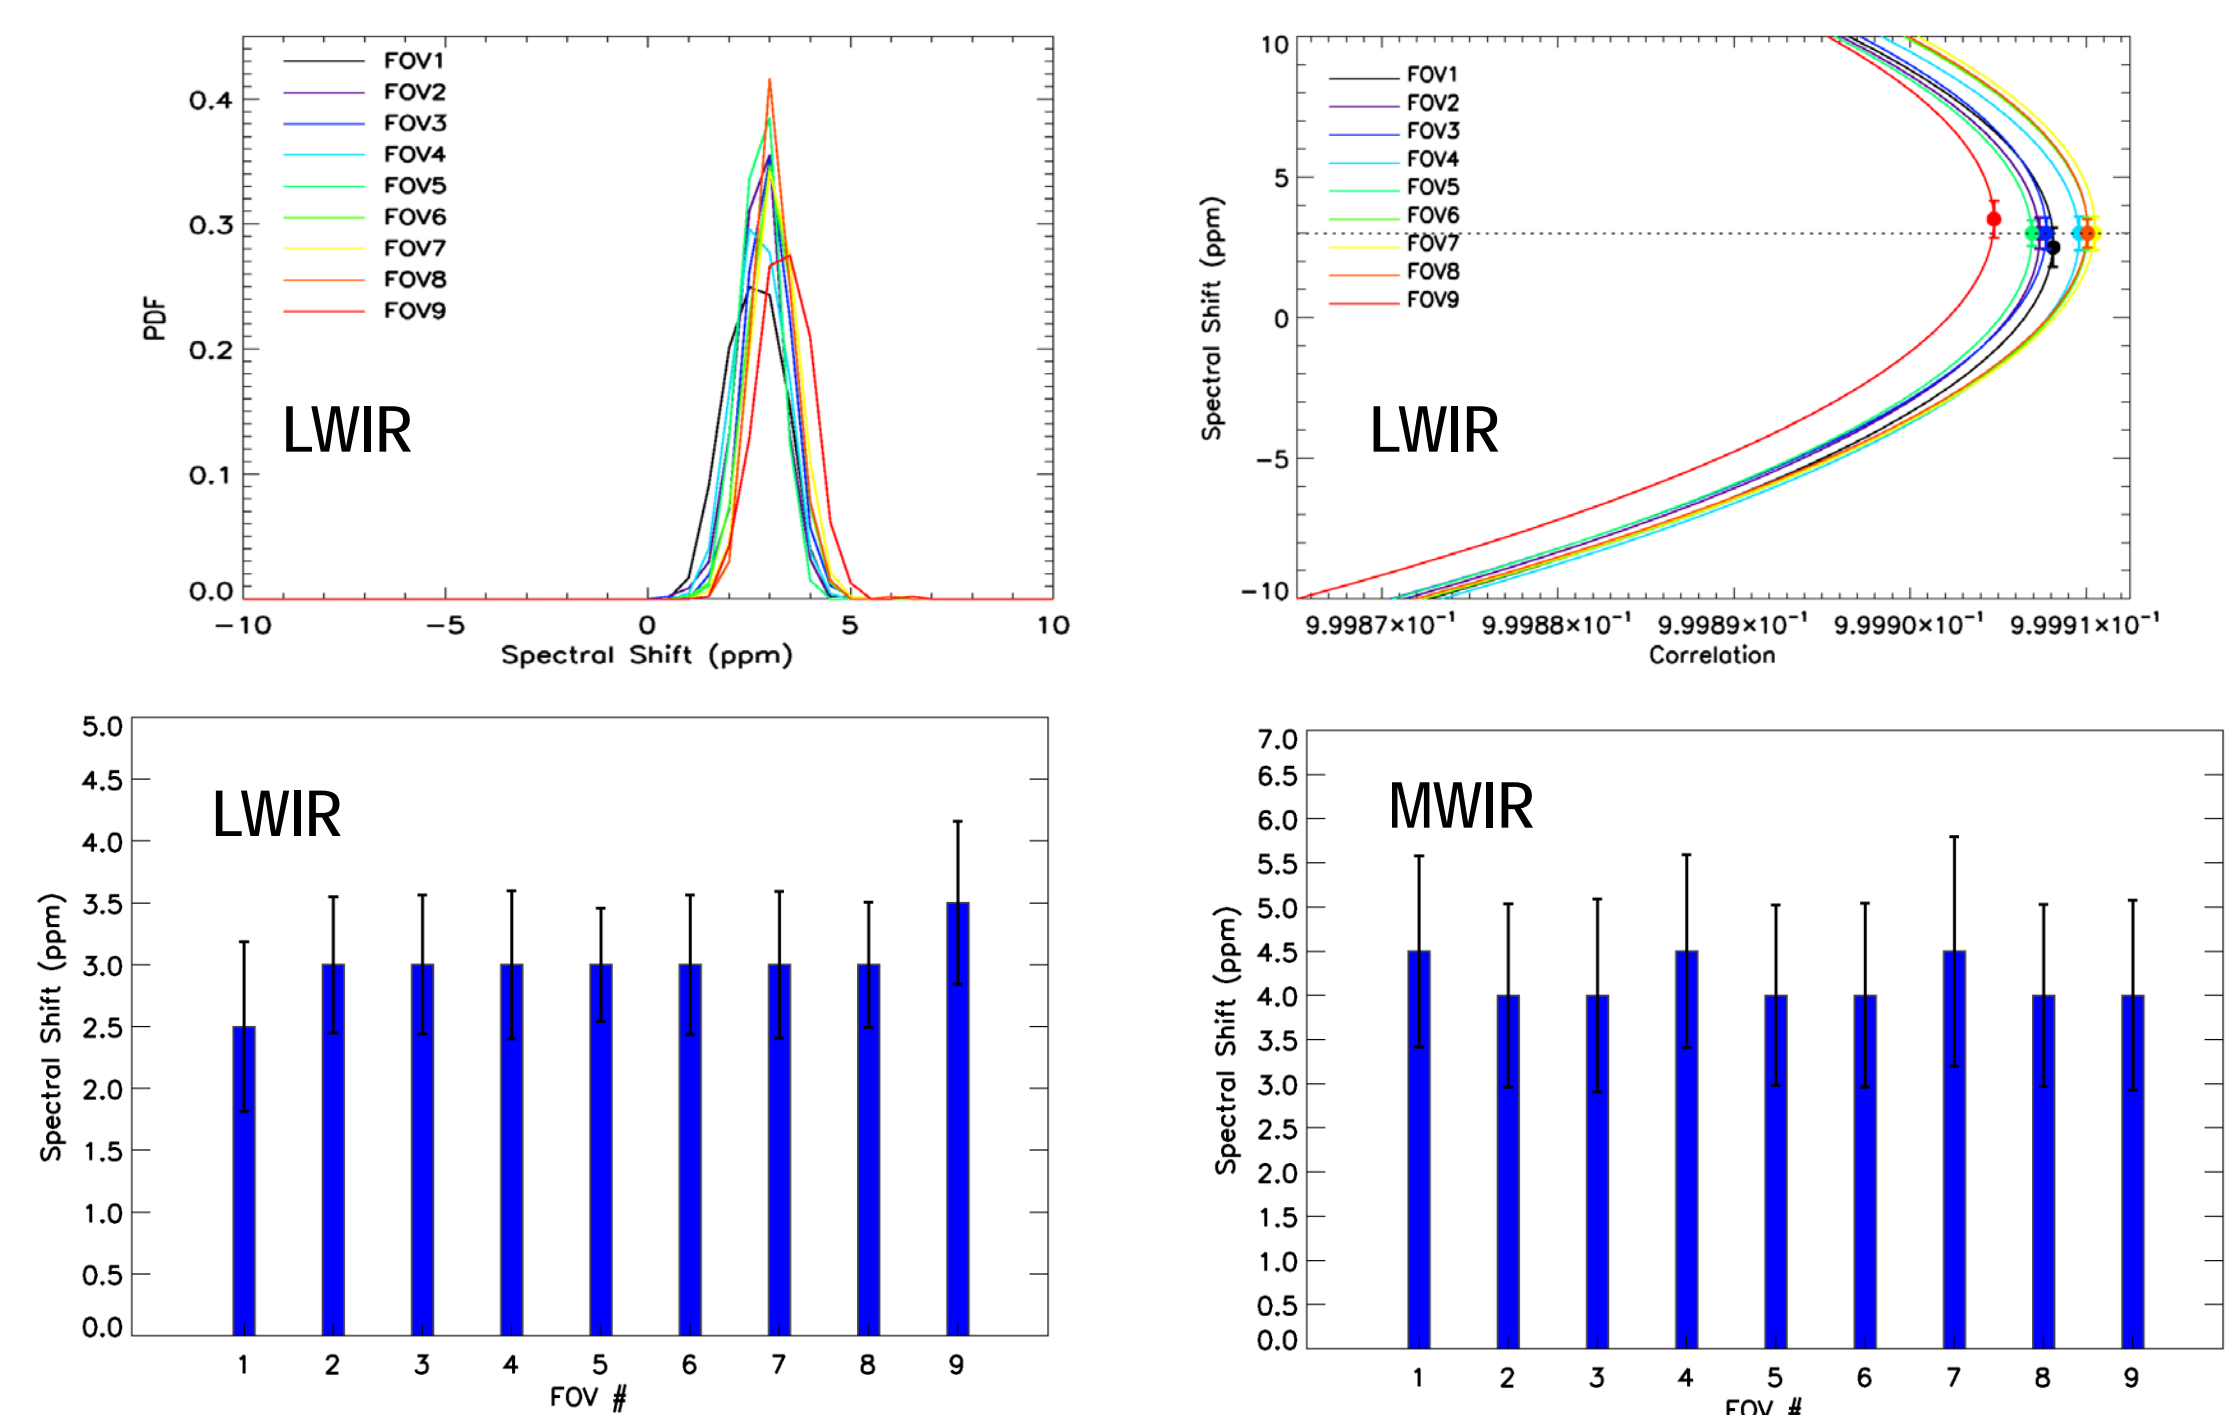 FOV1
FOV2
FOV3
FOV4
FOV5
FOV6
FOV7
FOV8
FOV9
LWIR
PDF
0.4
0.3
0.2
0.1
0.0
−10
−5
0
5
10
Spectral Shift (ppm)
FOV1
FOV2
FOV3
FOV4
FOV5
FOV6
FOV7
FOV8
FOV9
LWIR
Spectral Shift (ppm)
10
5
0
−5
−10
9.9987×10⁻¹
9.9988×10⁻¹
9.9989×10⁻¹
9.9990×10⁻¹
9.9991×10⁻¹
Correlation
LWIR
Spectral Shift (ppm)
5.0
4.5
4.0
3.5
3.0
2.5
2.0
1.5
1.0
0.5
0.0
1 2 3 4 5 6 7 8 9
FOV #
MWIR
Spectral Shift (ppm)
7.0
6.5
6.0
5.5
5.0
4.5
4.0
3.5
3.0
2.5
2.0
1.5
1.0
0.5
0.0
1 2 3 4 5 6 7 8 9
FOV #